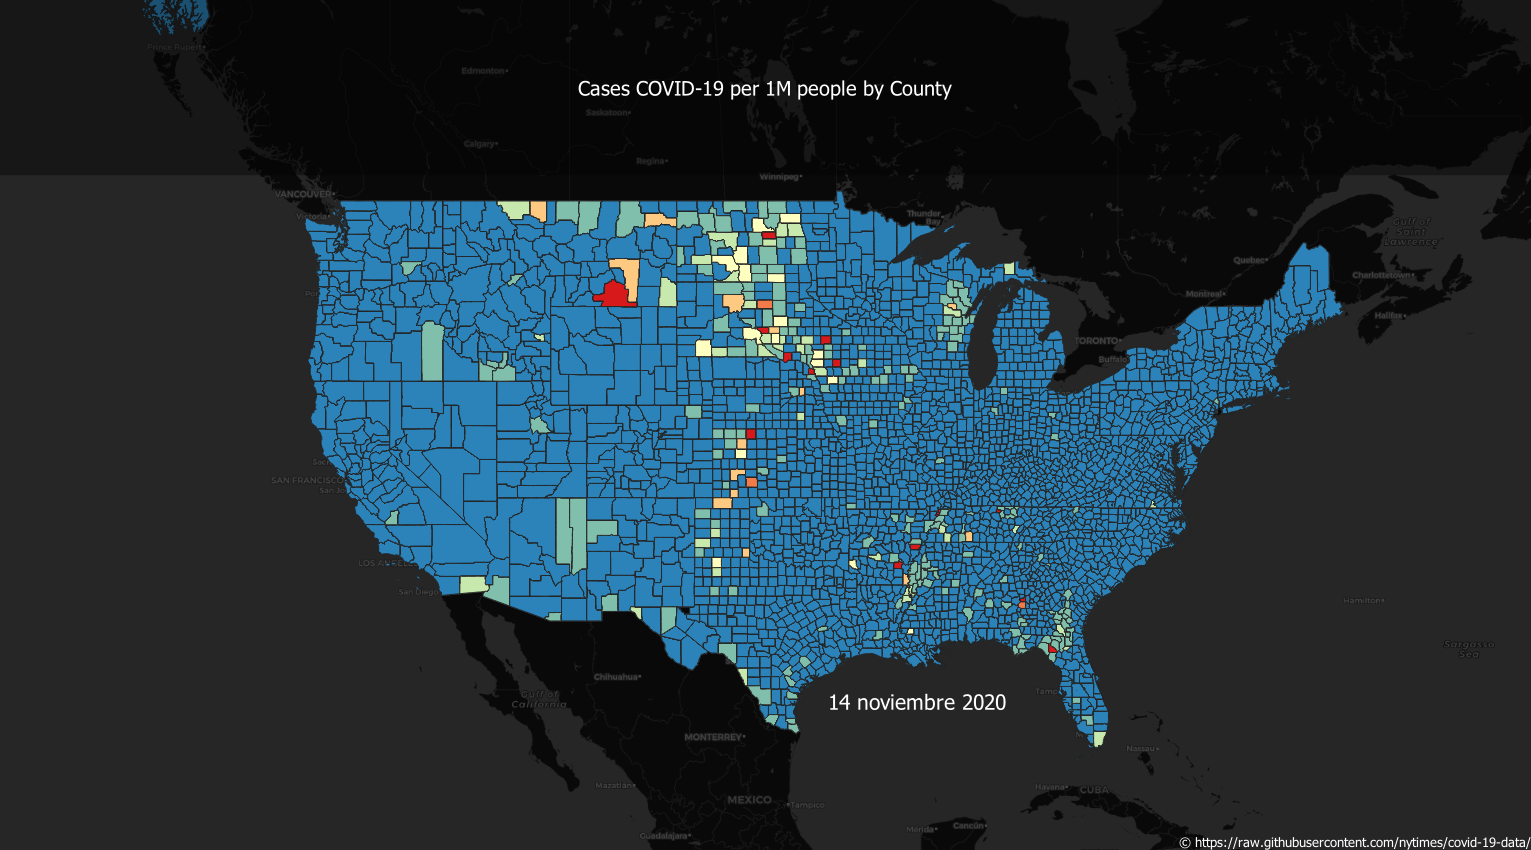 Prince Rupert
Edmonton
Cases COVID-19 per 1M people by County
Saskatoon
Calgary
Regina
Winnipeg
VANCOUVER
Victoria
Thunder
Bay
Gulf of
Saint
Lawrence
Quebec
Charlottetown
Montreal
Halifax
TORONTO
Buffalo
SAN FRANCISCO
San Jo
LOS ANGELES
San Diego
Hamilton
Sargasso
Sea
Chihuahua
Gulf of
California
Tamp
14 noviembre 2020
MONTERREY
Nassau
Mazatlán
Havana
CUBA
MEXICO
Tampico
Guadalajara
Mérida
Cancún
© https://raw.githubusercontent.com/nytimes/covid-19-data/